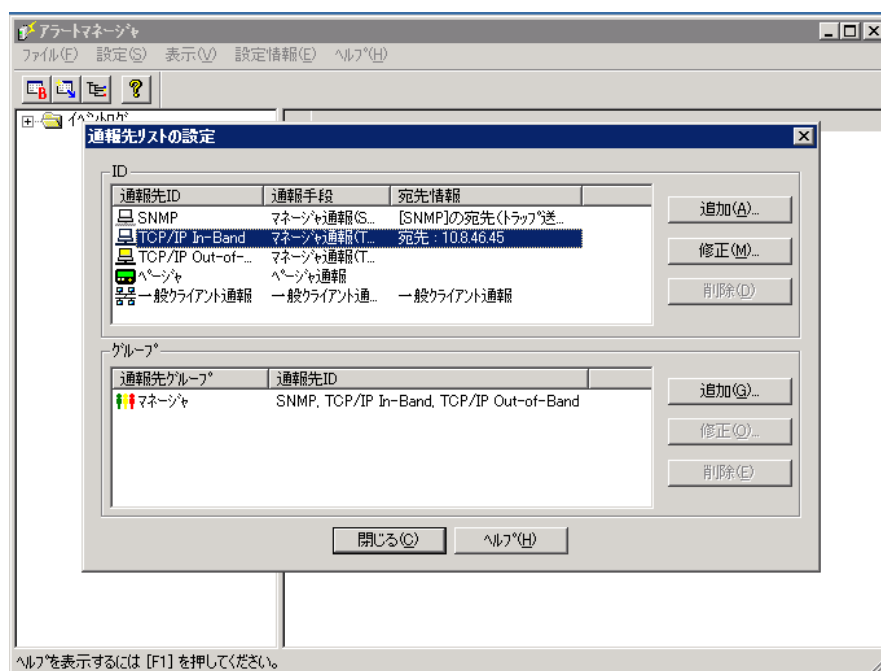 アラートマネージャ
ファイル(F) 設定(S) 表示(V) 設定情報(E) ヘルプ(H)
イベントログ
通報先リストの設定
ID
通報先ID 通報手段 宛先情報
SNMP マネージャ通報(S... [SNMP]の宛先(トラップ送...
TCP/IP In-Band マネージャ通報(T... 宛先 : 10.8.46.45
TCP/IP Out-of-... マネージャ通報(T...
ページャ ページャ通報
一般クライアント通報 一般クライアント通... 一般クライアント通報
追加(A)...
修正(M)...
削除(D)
グループ
通報先グループ 通報先ID
マネージャ SNMP, TCP/IP In-Band, TCP/IP Out-of-Band
追加(G)...
修正(O)...
削除(E)
閉じる(C) ヘルプ(H)
ヘルプを表示するには [F1] を押してください。